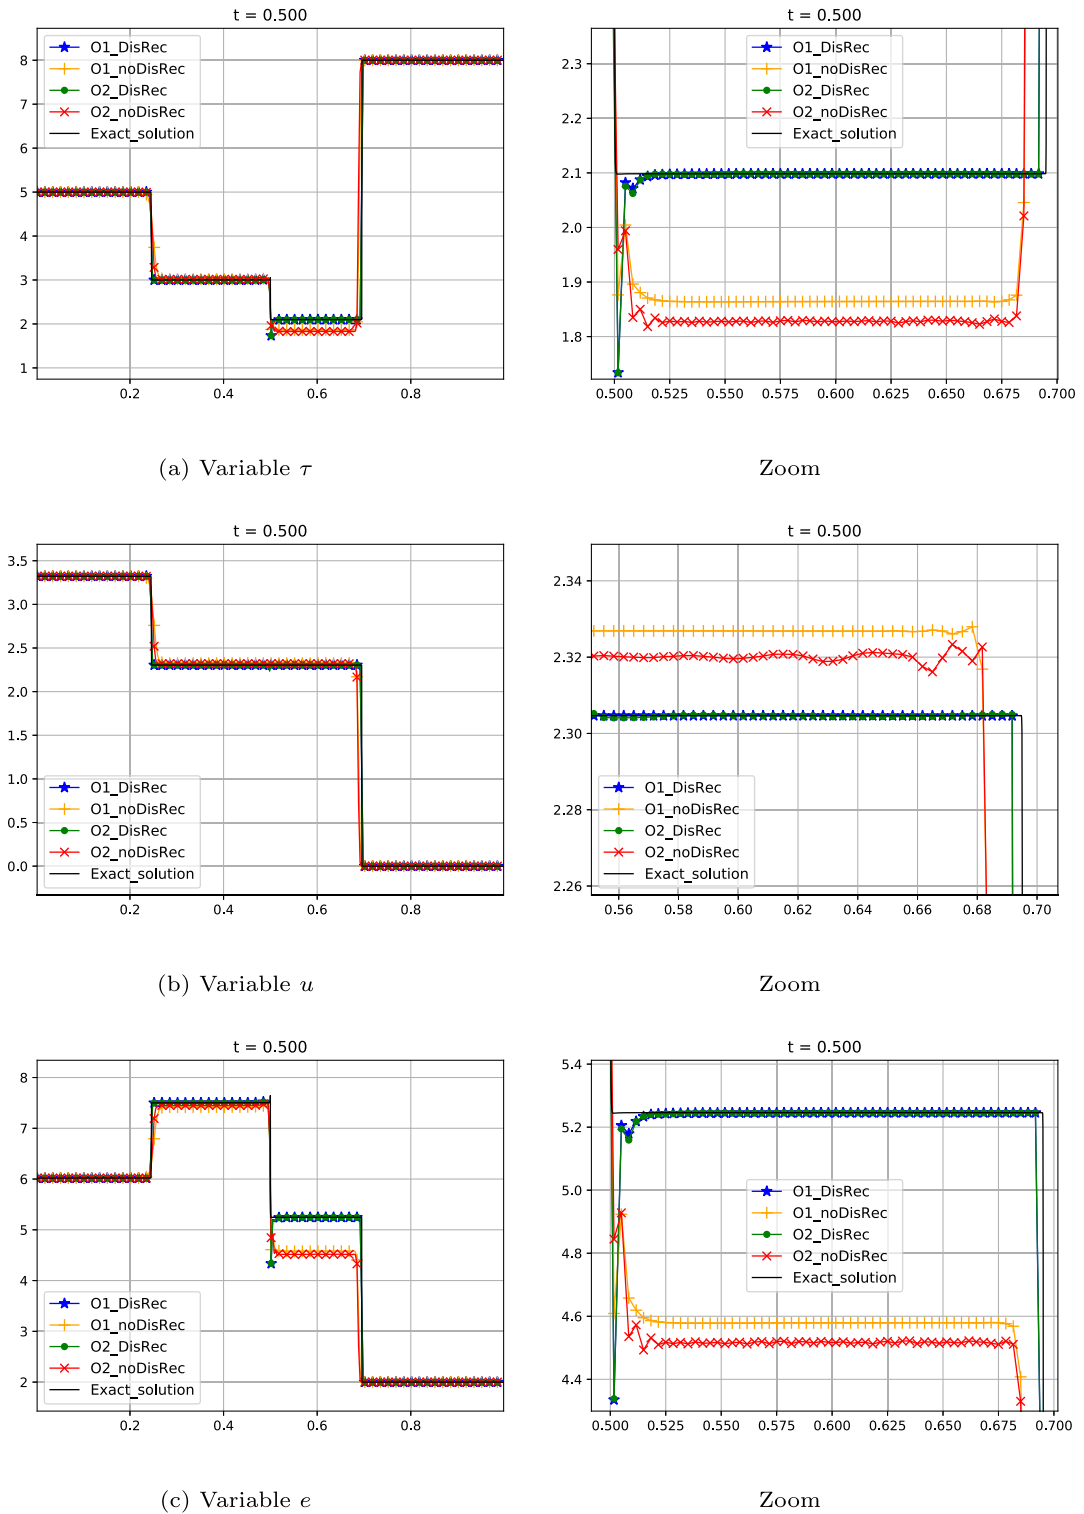 t = 0.500
O1_DisRec
O1_noDisRec
O2_DisRec
O2_noDisRec
Exact_solution
8
7
6
5
4
3
2
1
0.2 0.4 0.6 0.8
t = 0.500
O1_DisRec
O1_noDisRec
O2_DisRec
O2_noDisRec
Exact_solution
2.3
2.2
2.1
2.0
1.9
1.8
0.500 0.525 0.550 0.575 0.600 0.625 0.650 0.675 0.700
(a) Variable τ
Zoom
t = 0.500
3.5
3.0
2.5
2.0
1.5
1.0
0.5
0.0
O1_DisRec
O1_noDisRec
O2_DisRec
O2_noDisRec
Exact_solution
0.2 0.4 0.6 0.8
t = 0.500
2.34
2.32
2.30
2.28
2.26
O1_DisRec
O1_noDisRec
O2_DisRec
O2_noDisRec
Exact_solution
0.56 0.58 0.60 0.62 0.64 0.66 0.68 0.70
(b) Variable u
Zoom
t = 0.500
8
7
6
5
4
3
2
O1_DisRec
O1_noDisRec
O2_DisRec
O2_noDisRec
Exact_solution
0.2 0.4 0.6 0.8
t = 0.500
5.4
5.2
5.0
4.8
4.6
4.4
O1_DisRec
O1_noDisRec
O2_DisRec
O2_noDisRec
Exact_solution
0.500 0.525 0.550 0.575 0.600 0.625 0.650 0.675 0.700
(c) Variable e
Zoom